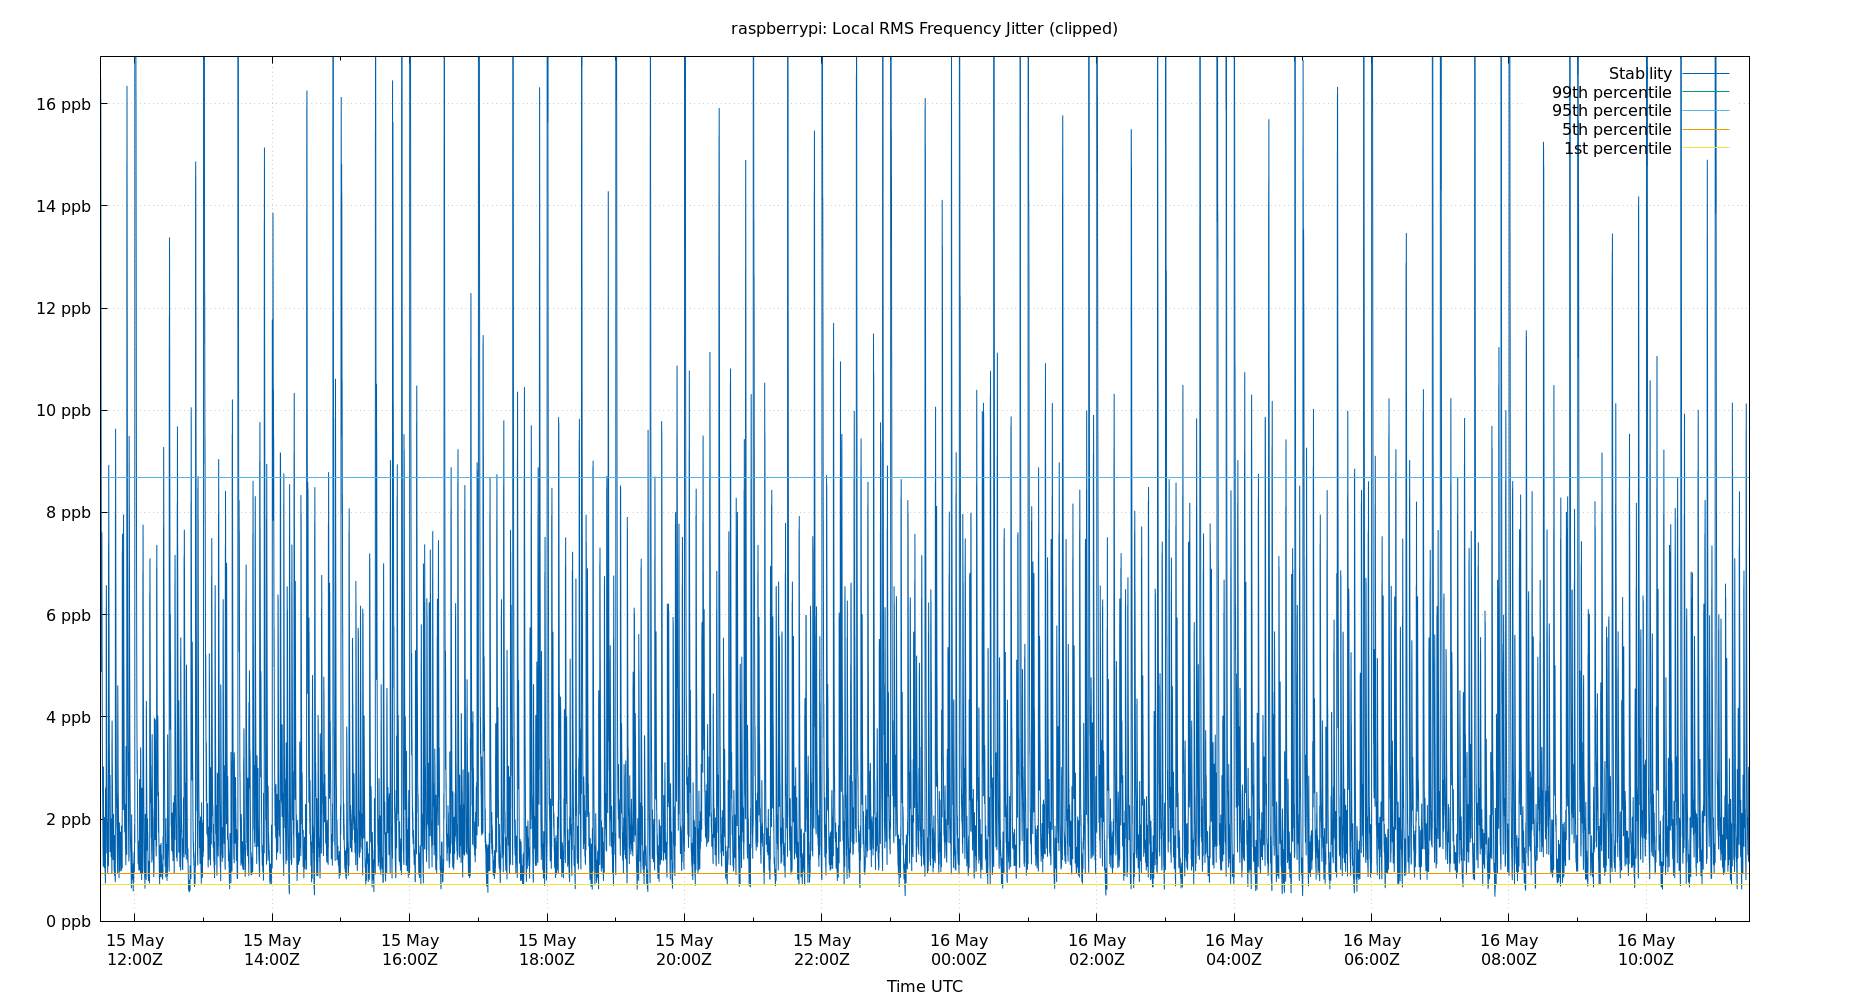 raspberrypi: Local RMS Frequency Jitter (clipped)
Stability
99th percentile
95th percentile
5th percentile
1st percentile
16 ppb
14 ppb
12 ppb
10 ppb
8 ppb
6 ppb
4 ppb
2 ppb
0 ppb
15 May 15 May 15 May 15 May 15 May 15 May 16 May 16 May 16 May 16 May 16 May 16 May
12:00Z 14:00Z 16:00Z 18:00Z 20:00Z 22:00Z 00:00Z 02:00Z 04:00Z 06:00Z 08:00Z 10:00Z
Time UTC